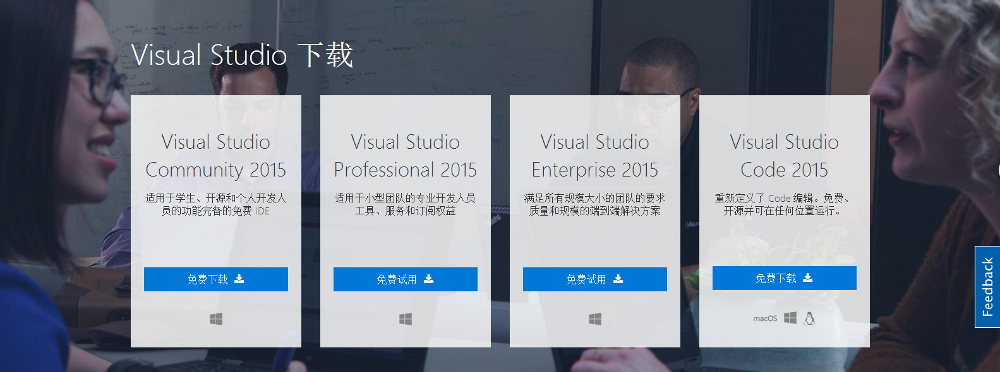 Visual Studio 下载
Visual Studio
Community 2015
适用于学生、开源和个人开发人
员的功能完备的免费 IDE
免费下载
Visual Studio
Professional 2015
适用于小型团队的专业开发人员
工具、服务和订阅权益
免费试用
Visual Studio
Enterprise 2015
满足所有规模大小的团队的要求
质量和规模的端到端解决方案
免费试用
Visual Studio
Code 2015
重新定义了 Code 编辑。免费、
开源并可在任何位置运行。
免费下载
macOS
Feedback